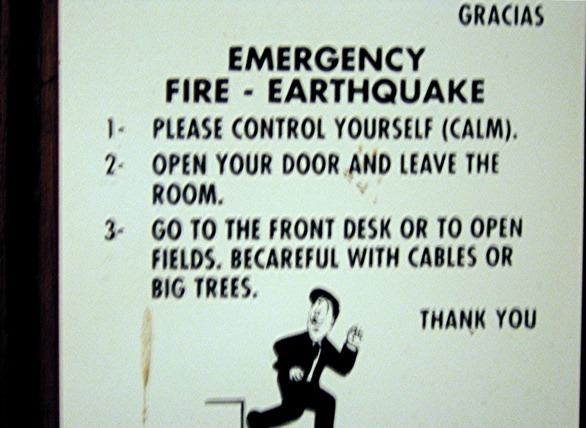 GRACIAS
EMERGENCY
FIRE - EARTHQUAKE
1- PLEASE CONTROL YOURSELF (CALM).
2- OPEN YOUR DOOR AND LEAVE THE
ROOM.
3- GO TO THE FRONT DESK OR TO OPEN
FIELDS. BECAREFUL WITH CABLES OR
BIG TREES.
THANK YOU